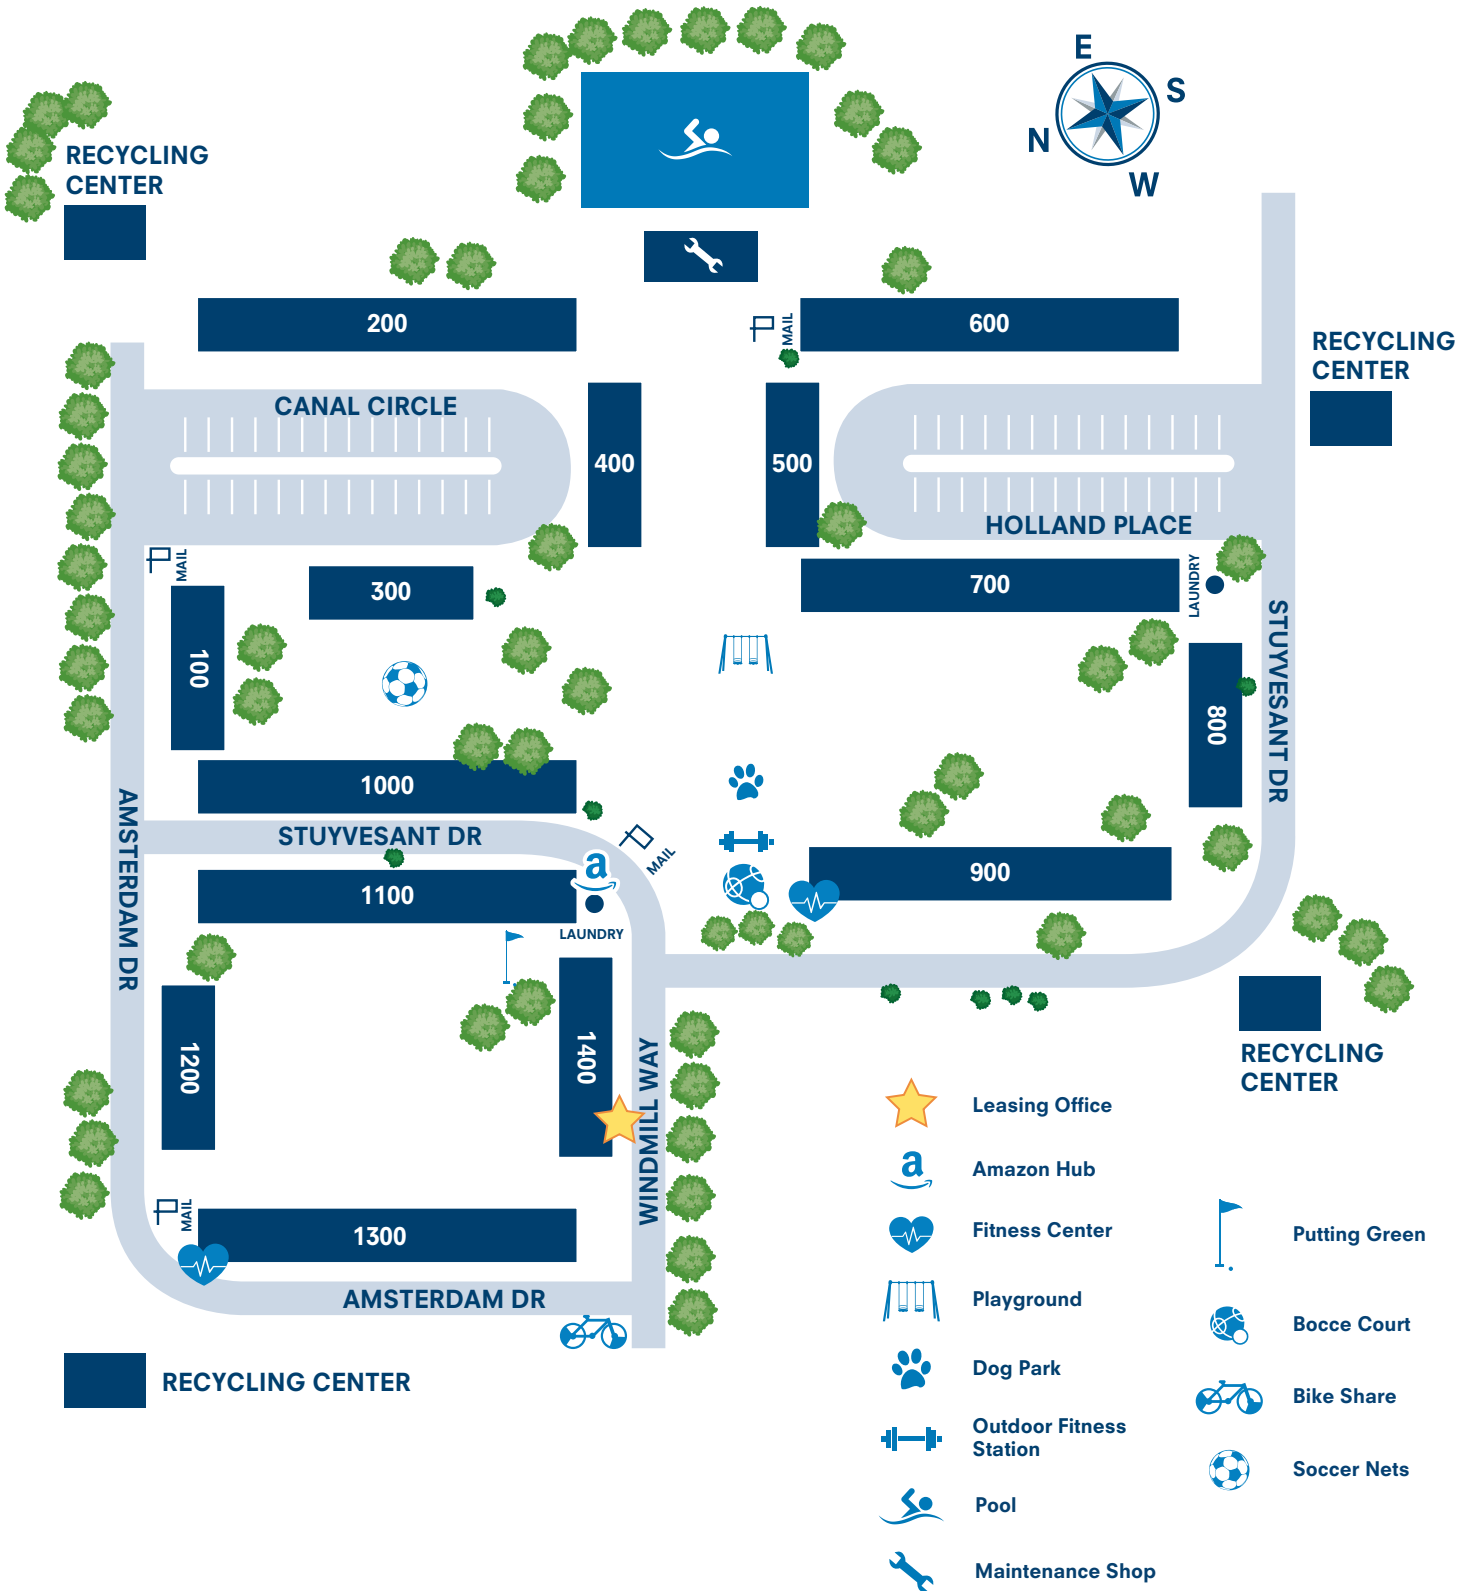 E
S
N
W
RECYCLING
CENTER
200
MAIL
600
RECYCLING
CENTER
CANAL CIRCLE
400
500
HOLLAND PLACE
MAIL
300
700
LAUNDRY
100
STUYVESANT DR
800
1000
AMSTERDAM DR
STUYVESANT DR
MAIL
a
900
1100
LAUNDRY
1200
1400
WINDMILL WAY
RECYCLING
CENTER
MAIL
1300
AMSTERDAM DR
RECYCLING CENTER
Leasing Office
a
Amazon Hub
Fitness Center
Playground
Dog Park
Outdoor Fitness
Station
Pool
Maintenance Shop
Putting Green
Bocce Court
Bike Share
Soccer Nets